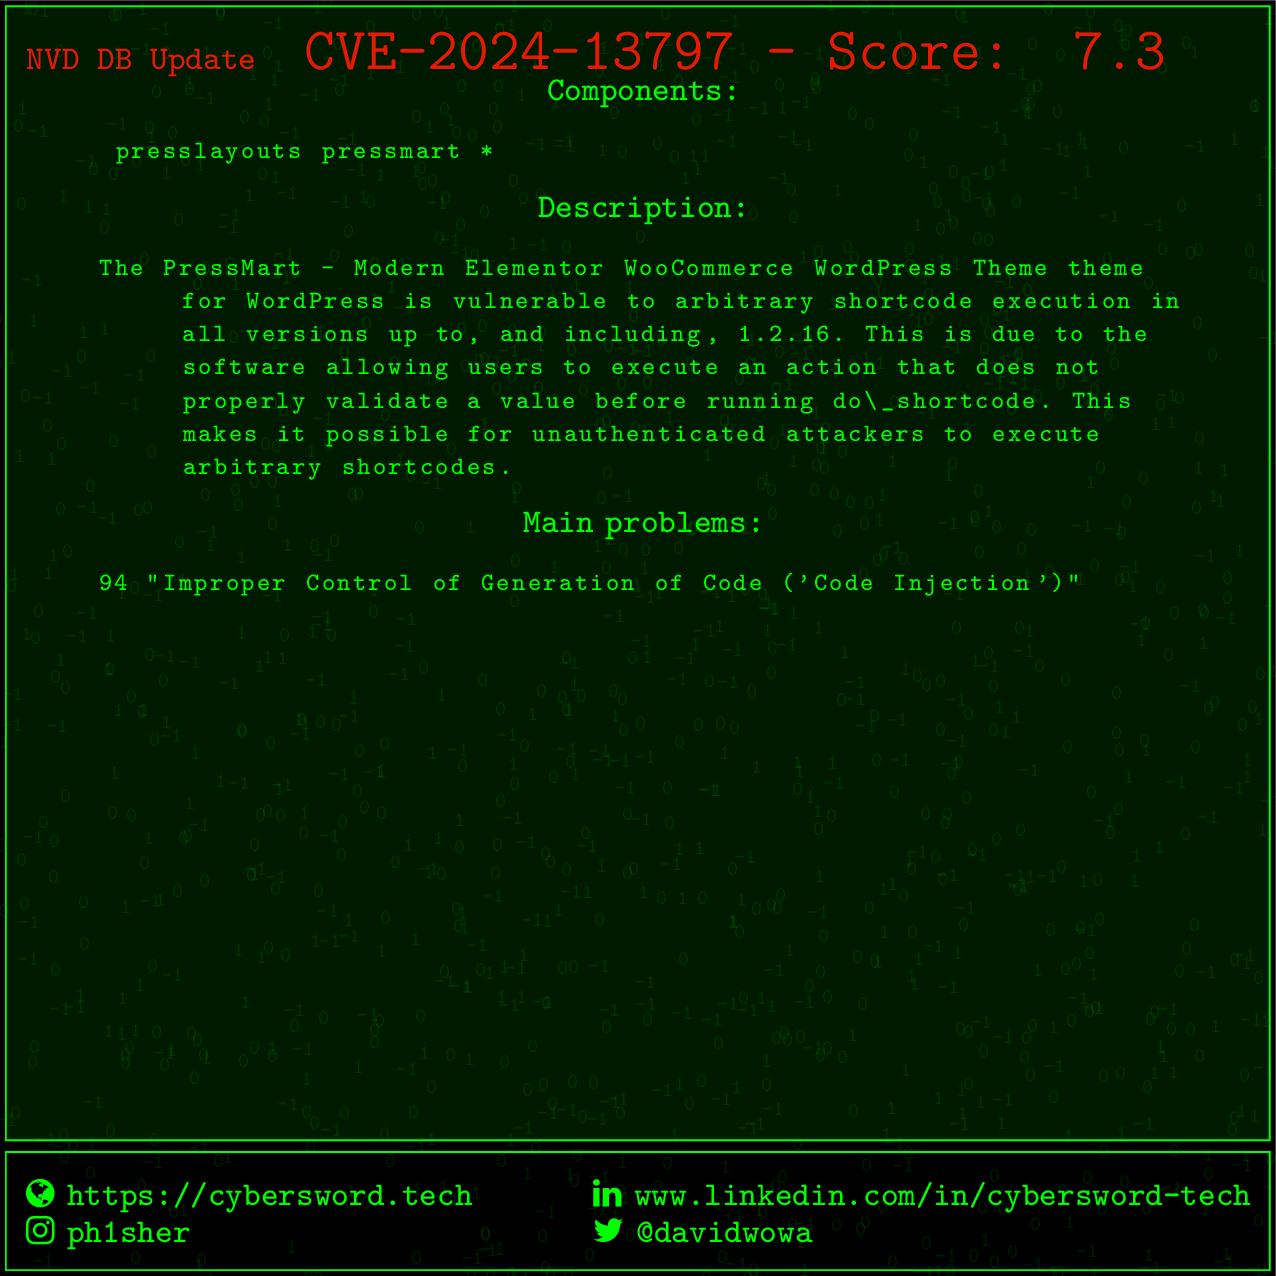 NVD DB Update CVE-2024-13797 - Score: 7.3
Components:
presslayouts pressmart *
Description:
The PressMart - Modern Elementor WooCommerce WordPress Theme theme
for WordPress is vulnerable to arbitrary shortcode execution in
all versions up to, and including, 1.2.16. This is due to the
software allowing users to execute an action that does not
properly validate a value before running do\_shortcode. This
makes it possible for unauthenticated attackers to execute
arbitrary shortcodes.
Main problems:
94 "Improper Control of Generation of Code ('Code Injection')"
https://cybersword.tech
www.linkedin.com/in/cybersword-tech
ph1sher
@davidwowa